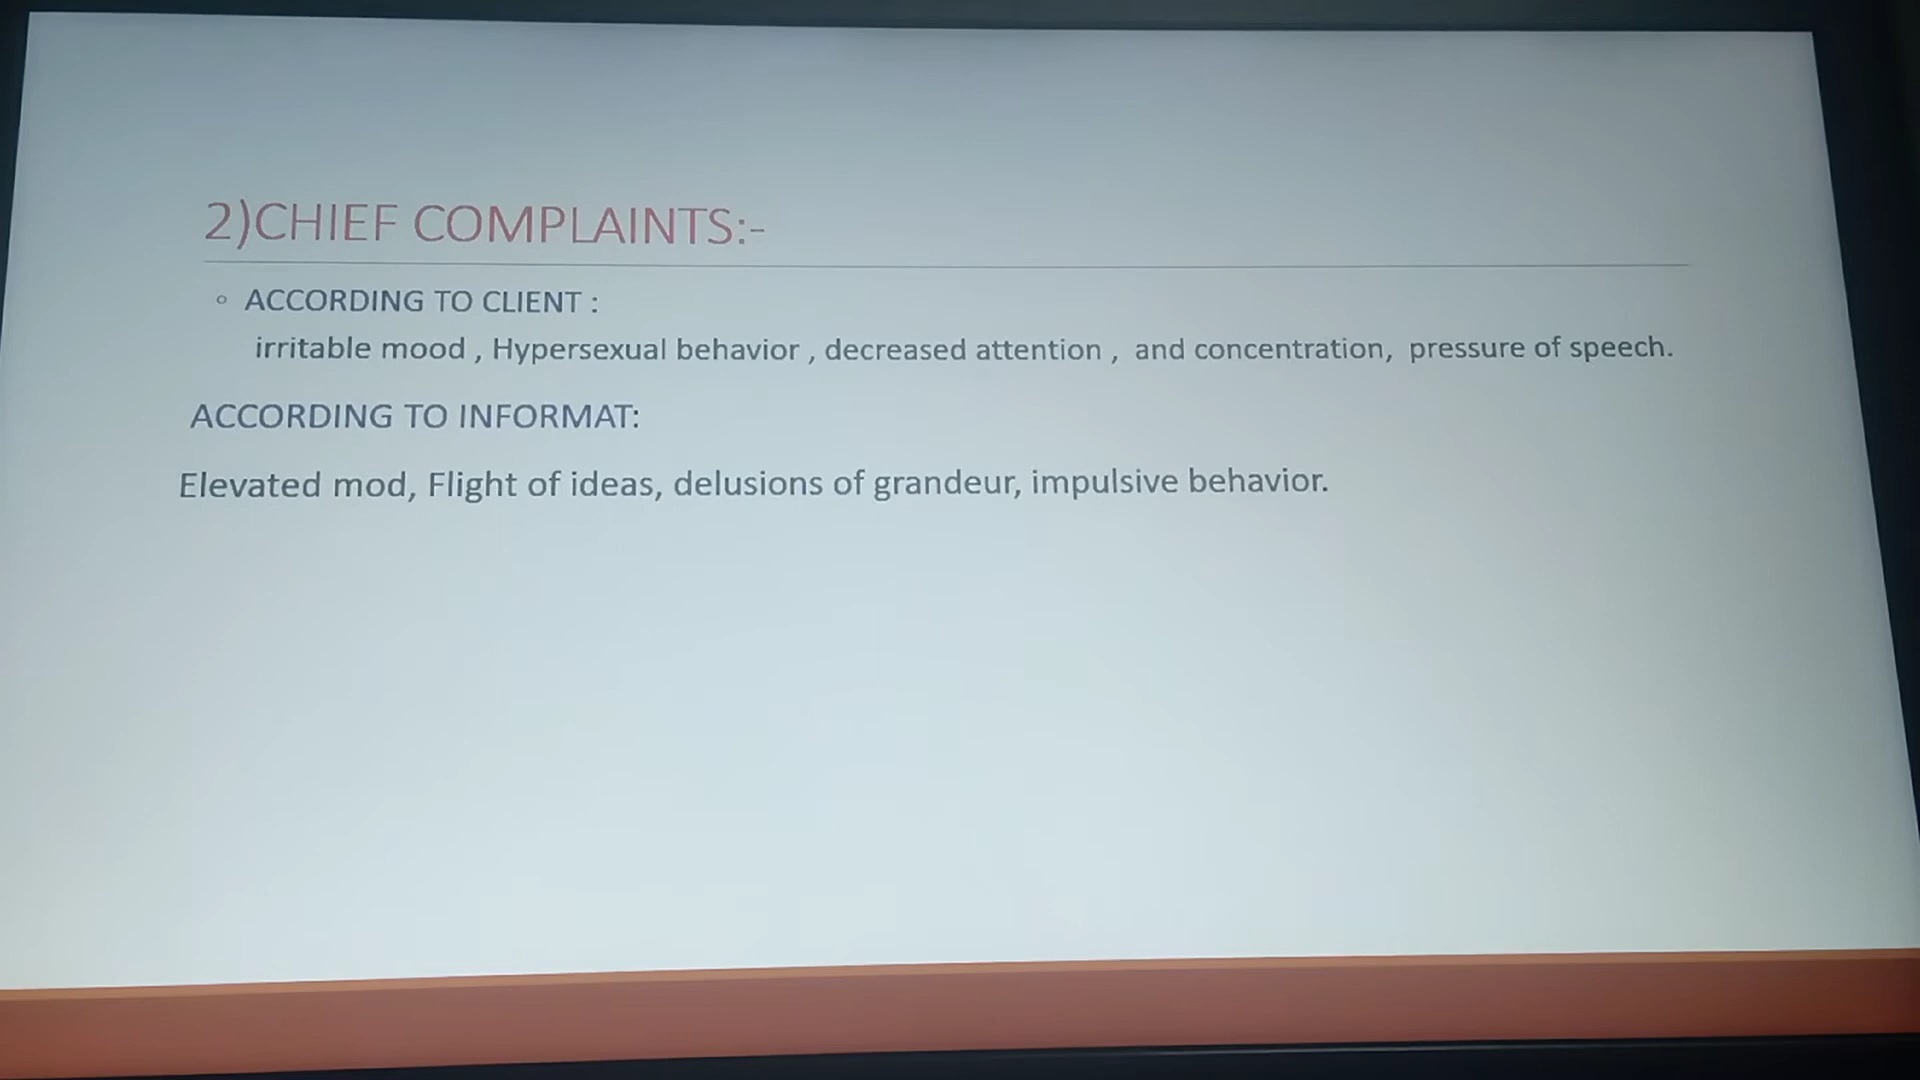 2)CHIEF COMPLAINTS:-
◦ ACCORDING TO CLIENT :
irritable mood , Hypersexual behavior , decreased attention , and concentration, pressure of speech.
ACCORDING TO INFORMAT:
Elevated mod, Flight of ideas, delusions of grandeur, impulsive behavior.